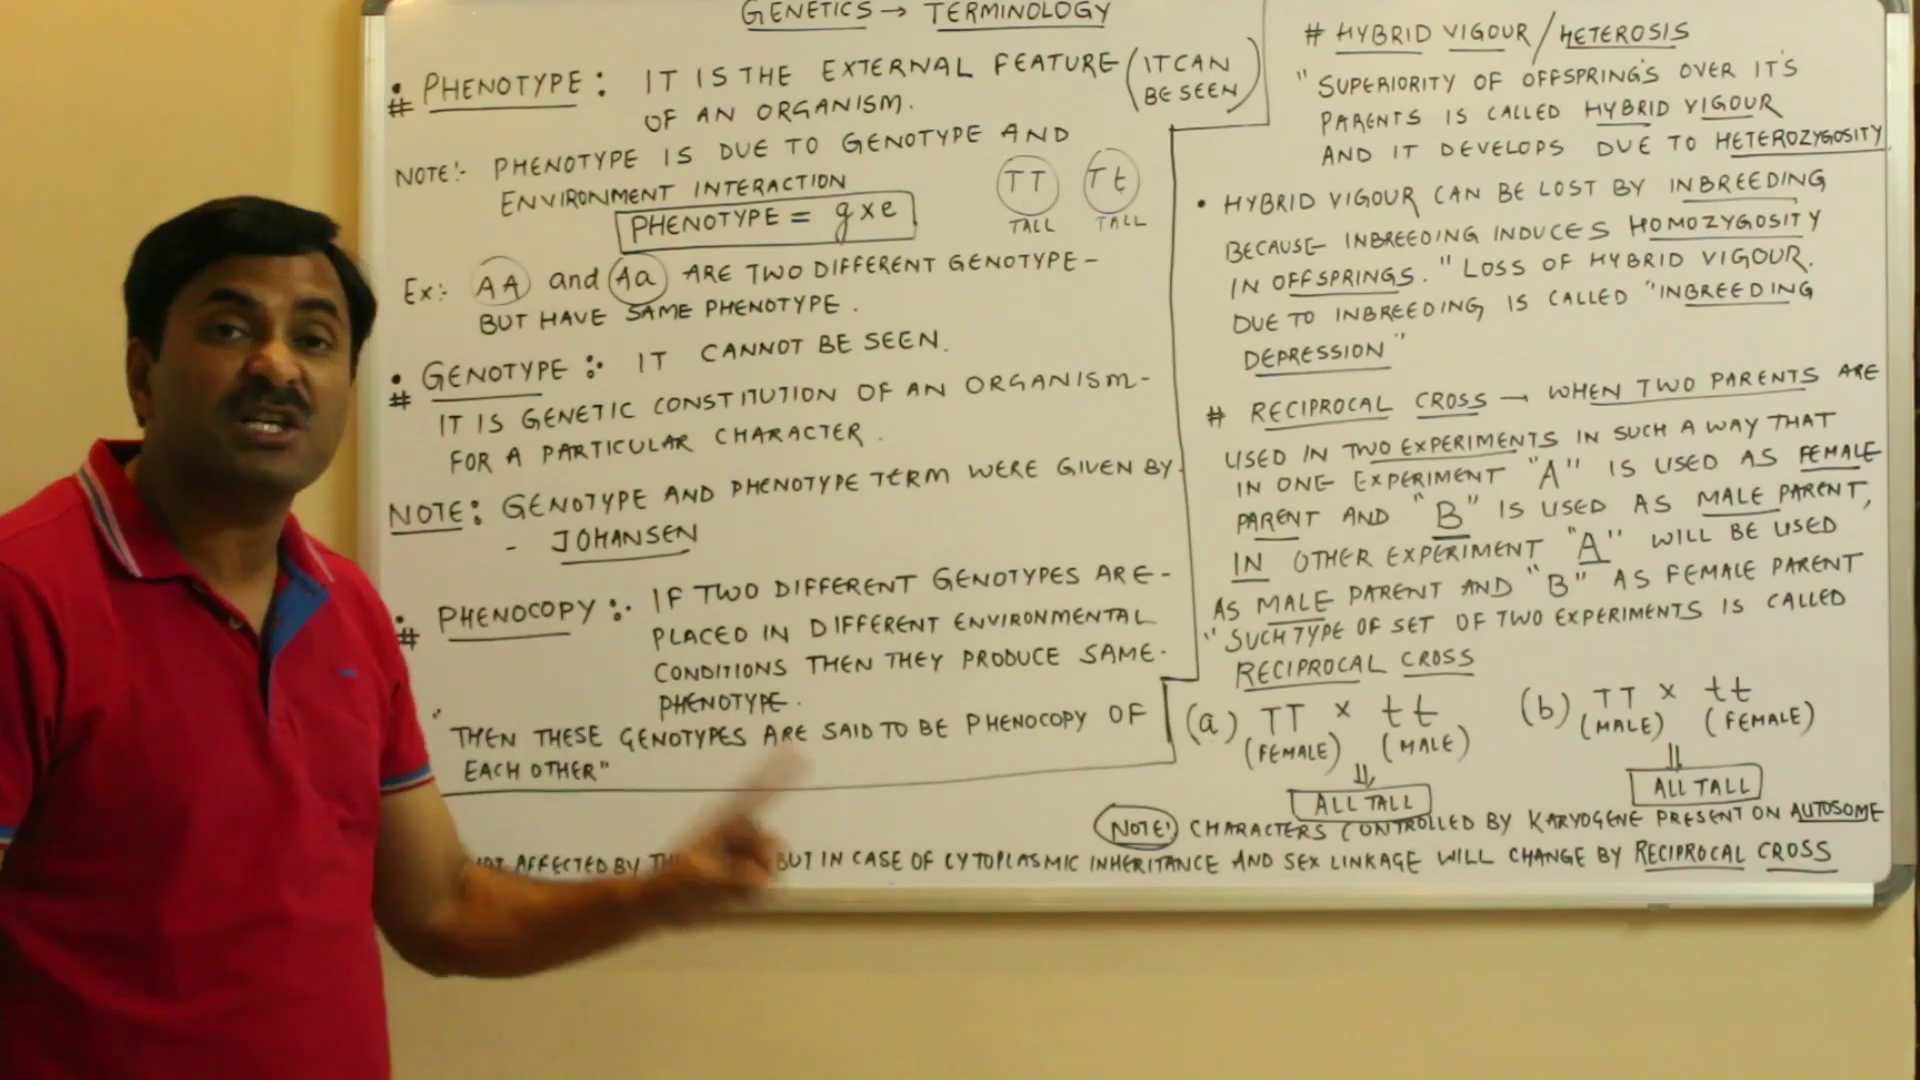 GENETICS → TERMINOLOGY
• # PHENOTYPE : IT IS THE EXTERNAL FEATURE (IT CAN
BE SEEN)
OF AN ORGANISM.
NOTE:- PHENOTYPE IS DUE TO GENOTYPE AND
ENVIRONMENT INTERACTION
PHENOTYPE = g x e
TT Tt
TALL TALL
Ex:- AA and Aa ARE TWO DIFFERENT GENOTYPE -
BUT HAVE SAME PHENOTYPE.
• # GENOTYPE :- IT CANNOT BE SEEN.
IT IS GENETIC CONSTITUTION OF AN ORGANISM -
FOR A PARTICULAR CHARACTER.
NOTE: GENOTYPE AND PHENOTYPE TERM WERE GIVEN BY
- JOHANSEN
• # PHENOCOPY :- IF TWO DIFFERENT GENOTYPES ARE -
PLACED IN DIFFERENT ENVIRONMENTAL
CONDITIONS THEN THEY PRODUCE SAME -
PHENOTYPE.
"THEN THESE GENOTYPES ARE SAID TO BE PHENOCOPY OF
EACH OTHER"
# HYBRID VIGOUR / HETEROSIS
"SUPERIORITY OF OFFSPRING'S OVER IT'S
PARENTS IS CALLED HYBRID VIGOUR
AND IT DEVELOPS DUE TO HETEROZYGOSITY
• HYBRID VIGOUR CAN BE LOST BY INBREEDING
BECAUSE INBREEDING INDUCES HOMOZYGOSITY
IN OFFSPRINGS. "LOSS OF HYBRID VIGOUR.
DUE TO INBREEDING IS CALLED "INBREEDING
DEPRESSION"
# RECIPROCAL CROSS → WHEN TWO PARENTS ARE
USED IN TWO EXPERIMENTS IN SUCH A WAY THAT
IN ONE EXPERIMENT "A" IS USED AS FEMALE
PARENT AND "B" IS USED AS MALE PARENT,
IN OTHER EXPERIMENT "A" WILL BE USED
AS MALE PARENT AND "B" AS FEMALE PARENT
"SUCH TYPE OF SET OF TWO EXPERIMENTS IS CALLED
RECIPROCAL CROSS
(a) TT x tt (b) TT x tt
(FEMALE) (MALE) (MALE) (FEMALE)
⇓ ⇓
ALL TALL ALL TALL
NOTE: CHARACTERS CONTROLLED BY KARYOGENE PRESENT ON AUTOSOME
AFFECTED BY BUT IN CASE OF CYTOPLASMIC INHERITANCE AND SEX LINKAGE WILL CHANGE BY RECIPROCAL CROSS